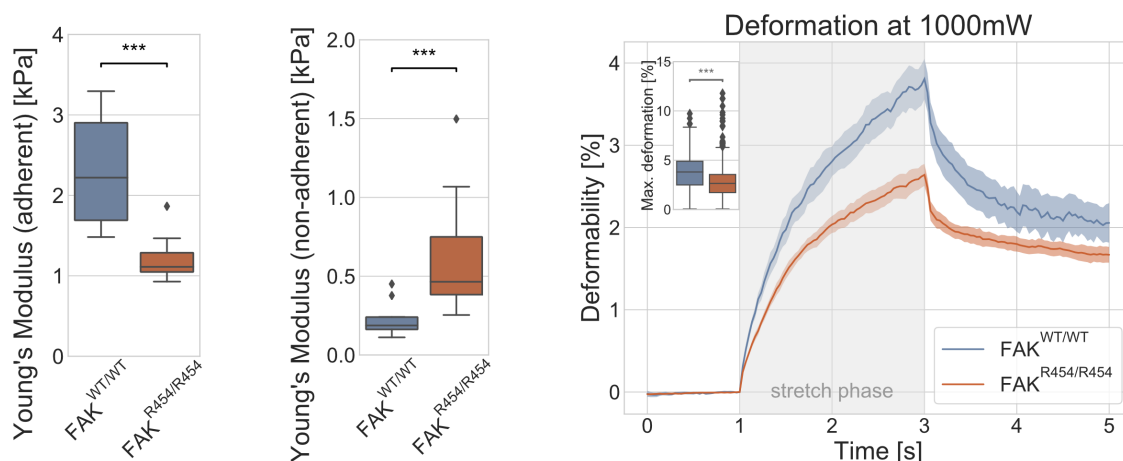 Young's Modulus (adherent) [kPa]
4
3
2
1
0
***
FAK^WT/WT
FAK^R454/R454
Young's Modulus (non-adherent) [kPa]
2.0
1.5
1.0
0.5
0.0
***
FAK^WT/WT
FAK^R454/R454
Deformation at 1000mW
Deformability [%]
4
3
2
1
0
Max. deformation [%]
15
10
5
0
***
stretch phase
FAK^WT/WT
FAK^R454/R454
0 1 2 3 4 5
Time [s]